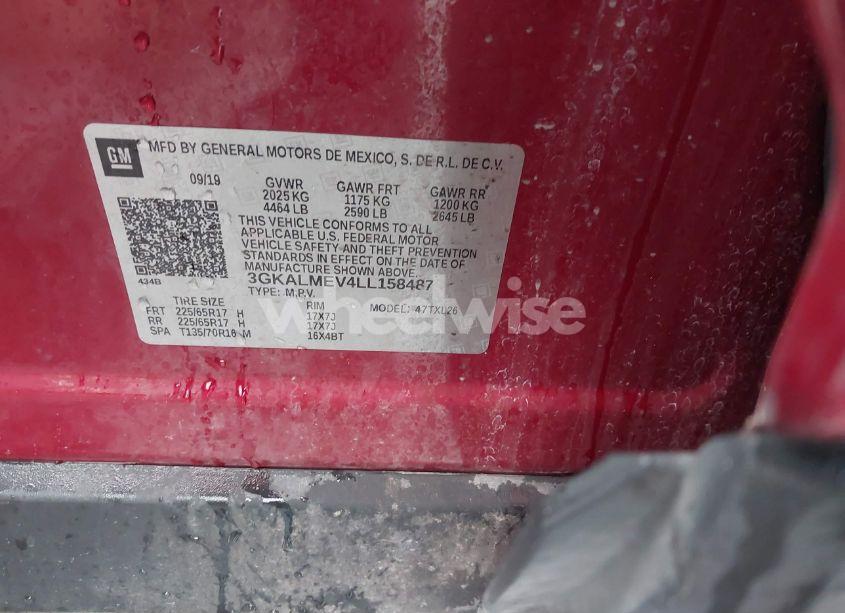 GM
MFD BY GENERAL MOTORS DE MEXICO, S. DE R.L. DE C.V.
09/19 GVWR GAWR FRT GAWR RR
2025 KG 1175 KG 1200 KG
4464 LB 2590 LB 2645 LB
THIS VEHICLE CONFORMS TO ALL
APPLICABLE U.S. FEDERAL MOTOR
VEHICLE SAFETY AND THEFT PREVENTION
STANDARDS IN EFFECT ON THE DATE OF
MANUFACTURE SHOWN ABOVE.
434B 3GKALMEV4LL158487
TYPE: M.P.V. MODEL: 47TXL26
TIRE SIZE RIM
FRT 225/65R17 H 17X7J
RR 225/65R17 H 17X7J
SPA T135/70R16 M 16X4BT
wheelwise